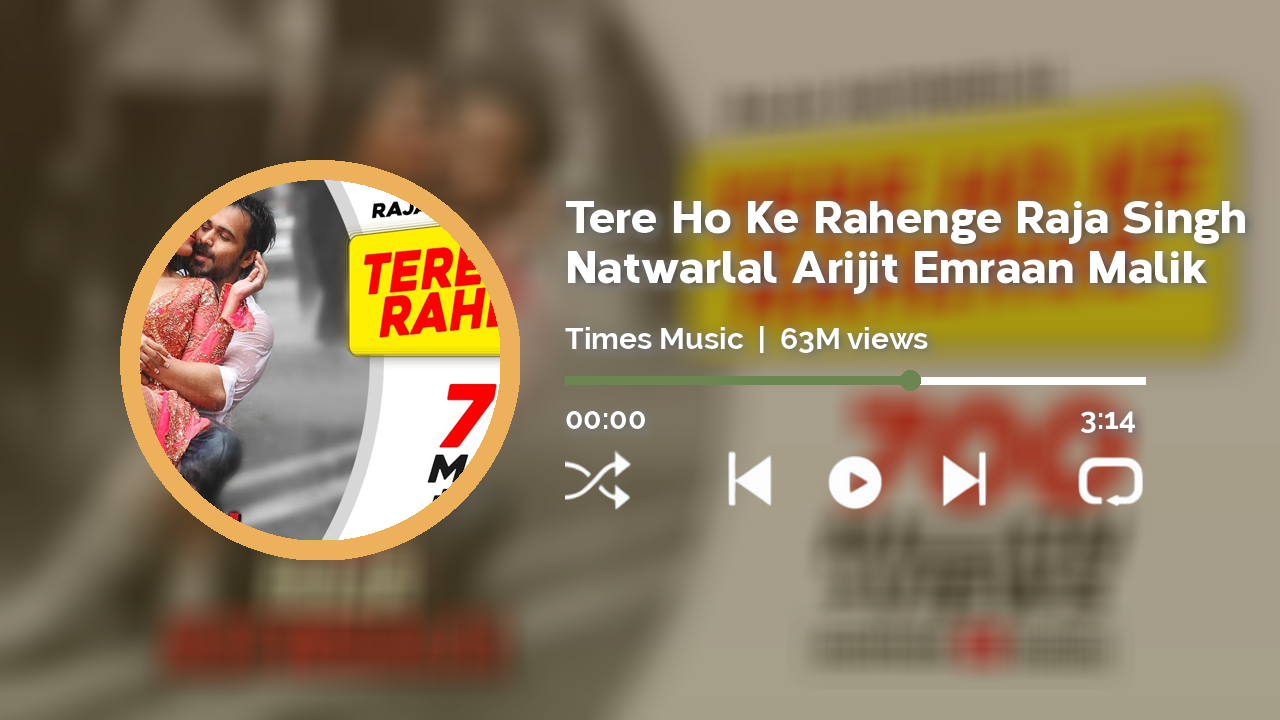 Tere Ho Ke Rahenge Raja Singh
Natwarlal Arijit Emraan Malik
Times Music | 63M views
00:00 3:14
TERE
7
M